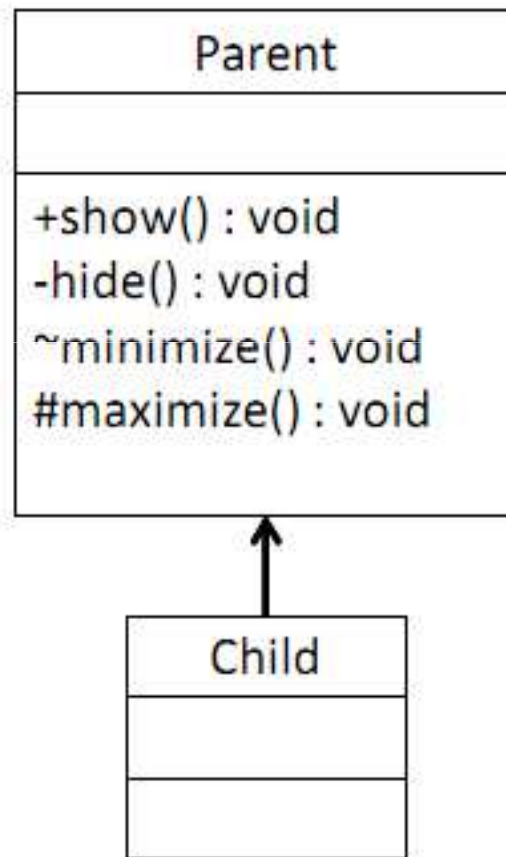 Parent
+show() : void
-hide() : void
~minimize() : void
#maximize() : void
Child